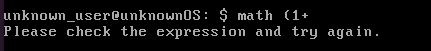 unknown_user@unknownOS: $ math (1+
Please check the expression and try again.